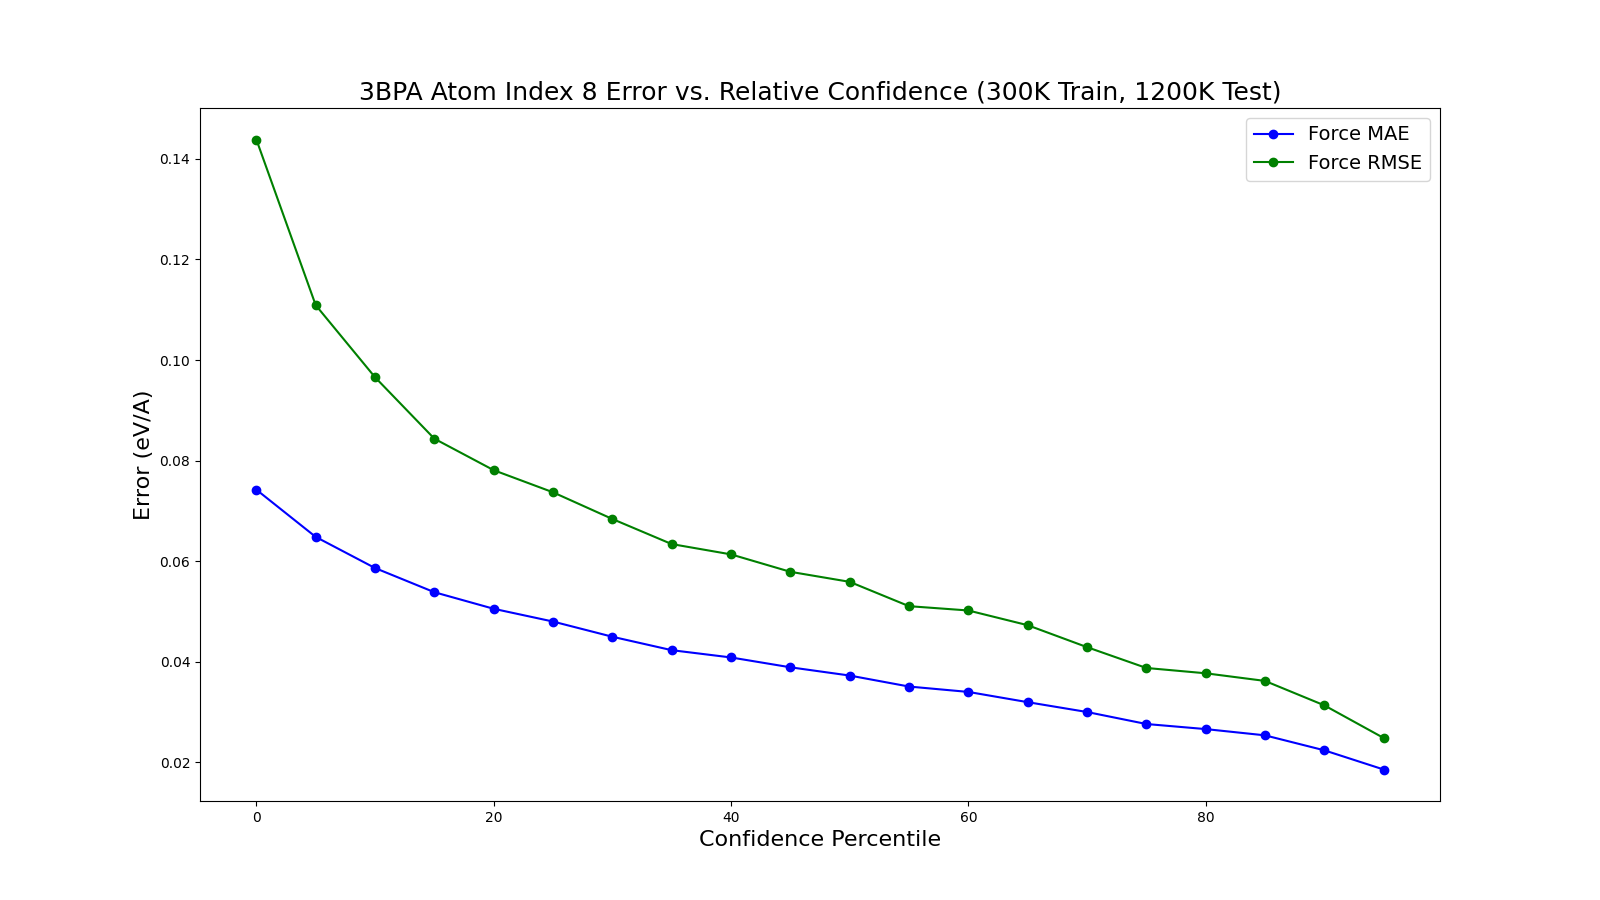 3BPA Atom Index 8 Error vs. Relative Confidence (300K Train, 1200K Test)
Force MAE
Force RMSE
0.14
0.12
0.10
0.08
0.06
0.04
0.02
Error (eV/A)
0 20 40 60 80
Confidence Percentile